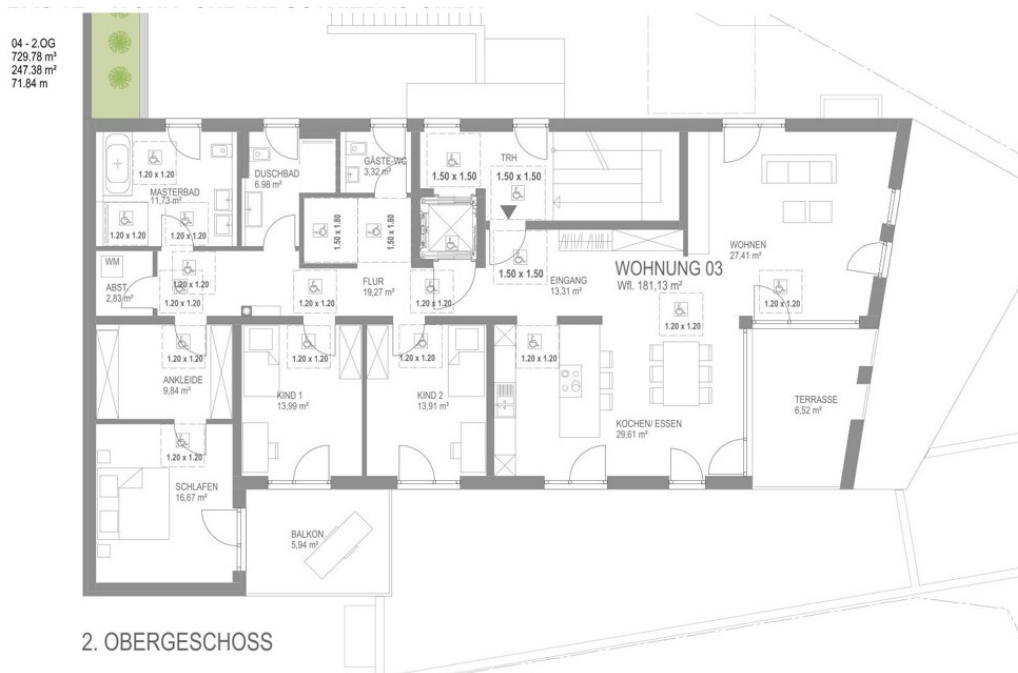 04 - 2.OG
729.78 m³
247.38 m²
71.84 m
1.20 x 1.20
MASTERBAD
11,73 m²
1.20 x 1.20
1.20 x 1.20
DUSCHBAD
6.98 m²
GÄSTE-WC
3,32 m²
1.50 x 1.80
1.50 x 1.80
1.50 x 1.50
TRH
1.50 x 1.50
WM
ABST
2,83 m²
1.20 x 1.20
1.20 x 1.20
1.20 x 1.20
FLUR
19,27 m²
1.20 x 1.20
1.50 x 1.50
EINGANG
13,31 m²
WOHNUNG 03
Wfl. 181,13 m²
WOHNEN
27,41 m²
1.20 x 1.20
1.20 x 1.20
1.20 x 1.20
ANKLEIDE
9,84 m²
1.20 x 1.20
KIND 1
13,99 m²
1.20 x 1.20
KIND 2
13,91 m²
1.20 x 1.20
KOCHEN/ ESSEN
29,61 m²
TERRASSE
6,52 m²
1.20 x 1.20
SCHLAFEN
16,67 m²
BALKON
5,94 m²
2. OBERGESCHOSS